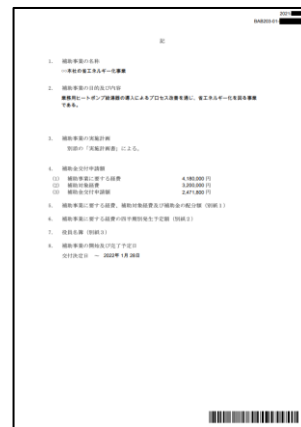 2021
BAB203-01-
記
1. 補助事業の名称
○○本社の省エネルギー化事業
2. 補助事業の目的及び内容
業務用ヒートポンプ給湯器の導入によるプロセス改善を通じ、省エネルギー化を図る事業
である。
3. 補助事業の実施計画
別添の「実施計画書」による。
4. 補助金交付申請額
(1) 補助事業に要する経費 4,180,000 円
(2) 補助対象経費 3,200,000 円
(3) 補助金交付申請額 2,471,800 円
5. 補助事業に要する経費、補助対象経費及び補助金の配分額(別紙1)
6. 補助事業に要する経費の四半期別発生予定額(別紙2)
7. 役員名簿(別紙3)
8. 補助事業の開始及び完了予定日
交付決定日 ～ 2022年 1月 28日